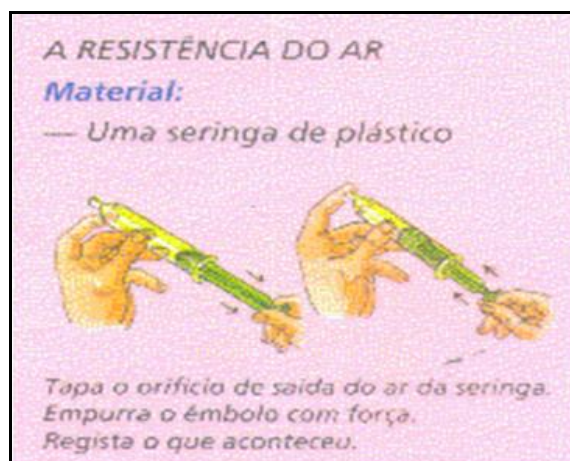 A RESISTÊNCIA DO AR
Material:
— Uma seringa de plástico
Tapa o orifício de saída do ar da seringa.
Empurra o êmbolo com força.
Regista o que aconteceu.